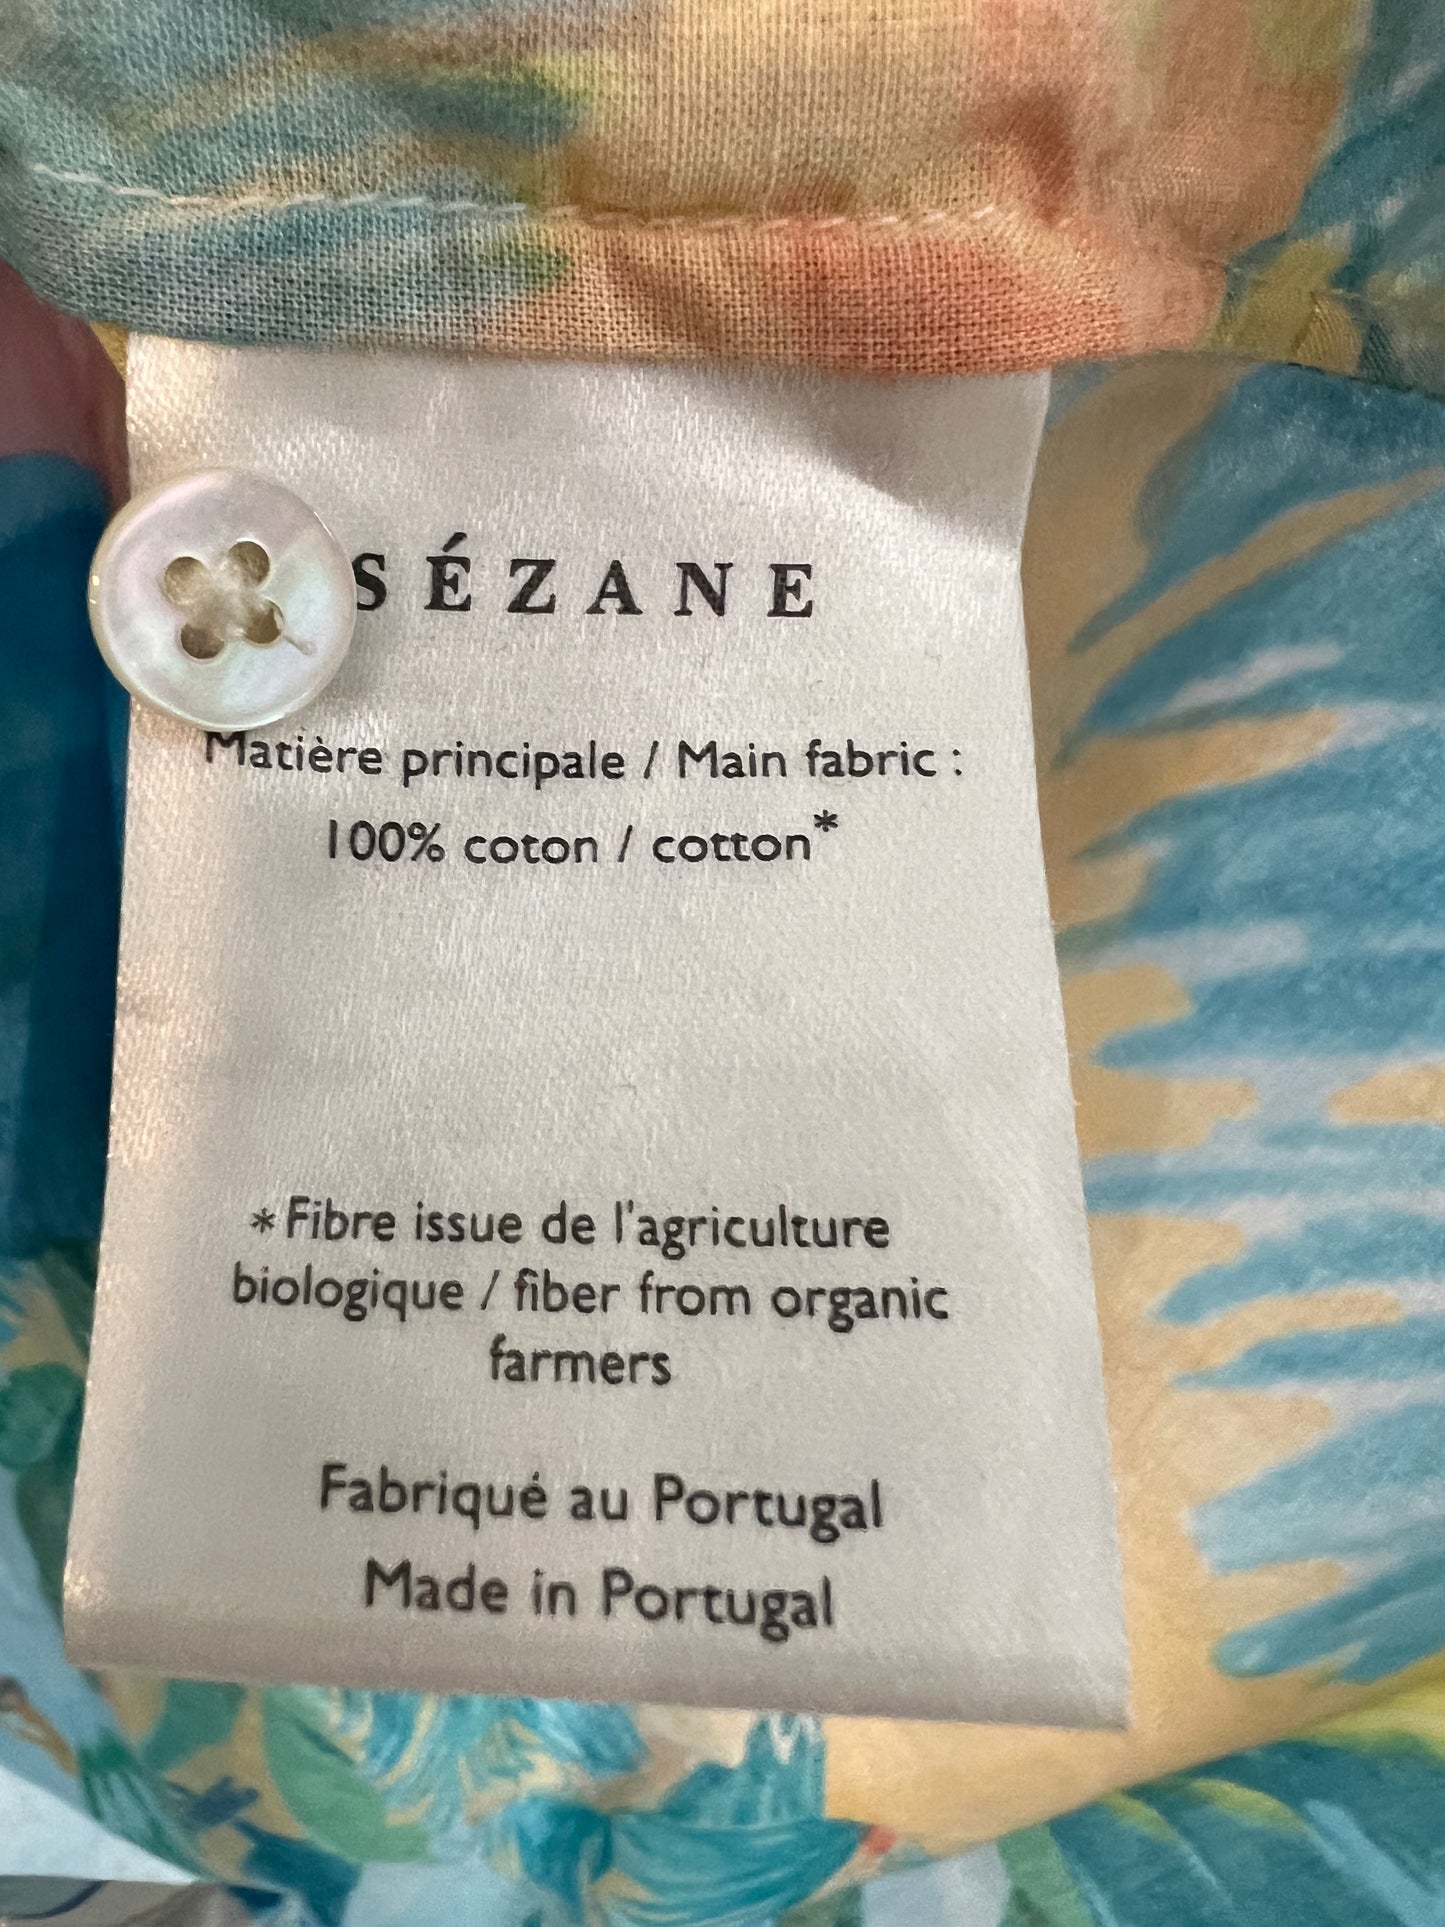 SÉZANE
Matière principale / Main fabric :
100% coton / cotton*
*Fibre issue de l'agriculture
biologique / fiber from organic
farmers
Fabriqué au Portugal
Made in Portugal